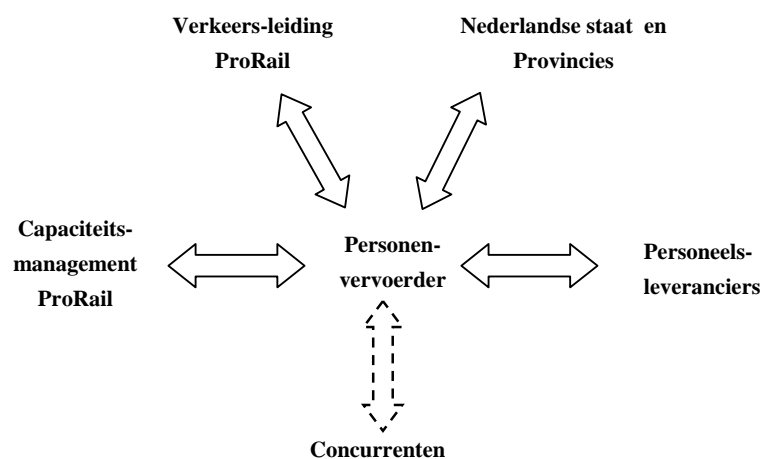 Verkeers-leiding
ProRail
Nederlandse staat en
Provincies
Capaciteits-
management
ProRail
Personen-
vervoerder
Personeels-
leveranciers
Concurrenten